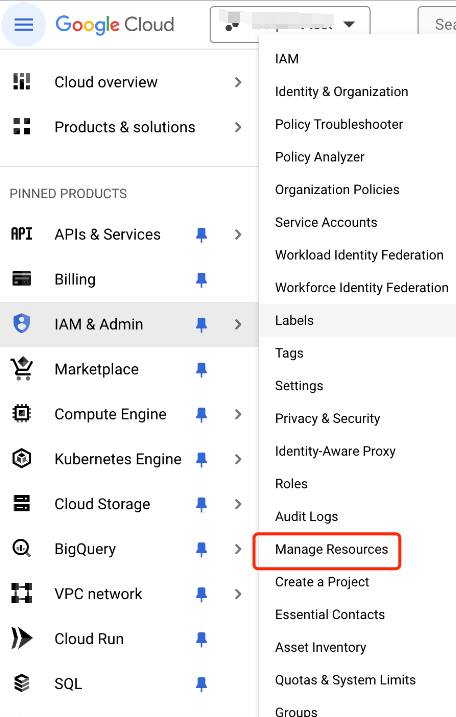 Google Cloud
Sea
Cloud overview
Products & solutions
PINNED PRODUCTS
API APIs & Services
Billing
IAM & Admin
Marketplace
Compute Engine
Kubernetes Engine
Cloud Storage
BigQuery
VPC network
Cloud Run
SQL
IAM
Identity & Organization
Policy Troubleshooter
Policy Analyzer
Organization Policies
Service Accounts
Workload Identity Federation
Workforce Identity Federation
Labels
Tags
Settings
Privacy & Security
Identity-Aware Proxy
Roles
Audit Logs
Manage Resources
Create a Project
Essential Contacts
Asset Inventory
Quotas & System Limits
Groups